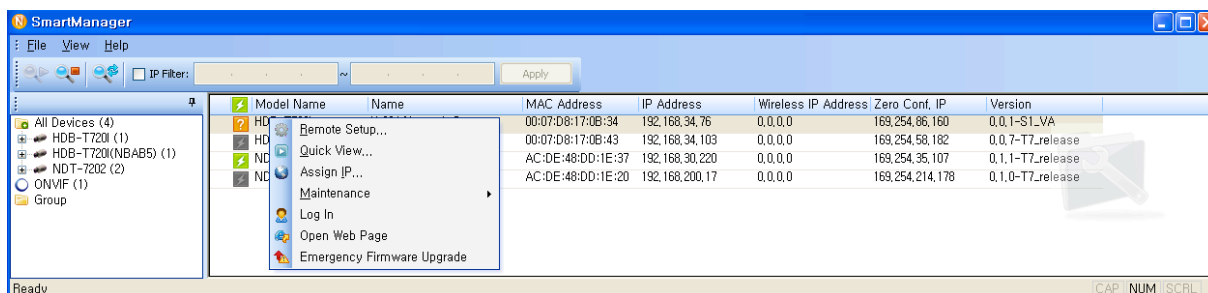 SmartManager
File View Help
IP Filter: . . . ~ . . . Apply
Model Name Name MAC Address IP Address Wireless IP Address Zero Conf, IP Version
All Devices (4)
HDB-T720I (1)
HDB-T720I(NBAB5) (1)
NDT-7202 (2)
ONVIF (1)
Group
00:07:D8:17:0B:34 192,168,34,76 0,0,0,0 169,254,86,160 0,0,1-S1_VA
HD 00:07:D8:17:0B:43 192,168,34,103 0,0,0,0 169,254,58,182 0,0,7-T7_release
ND AC:DE:48:DD:1E:37 192,168,30,220 0,0,0,0 169,254,35,107 0,1,1-T7_release
ND AC:DE:48:DD:1E:20 192,168,200,17 0,0,0,0 169,254,214,178 0,1,0-T7_release
Remote Setup,,,
Quick View,,,
Assign IP,,,
Maintenance
Log In
Open Web Page
Emergency Firmware Upgrade
Ready CAP NUM SCRL